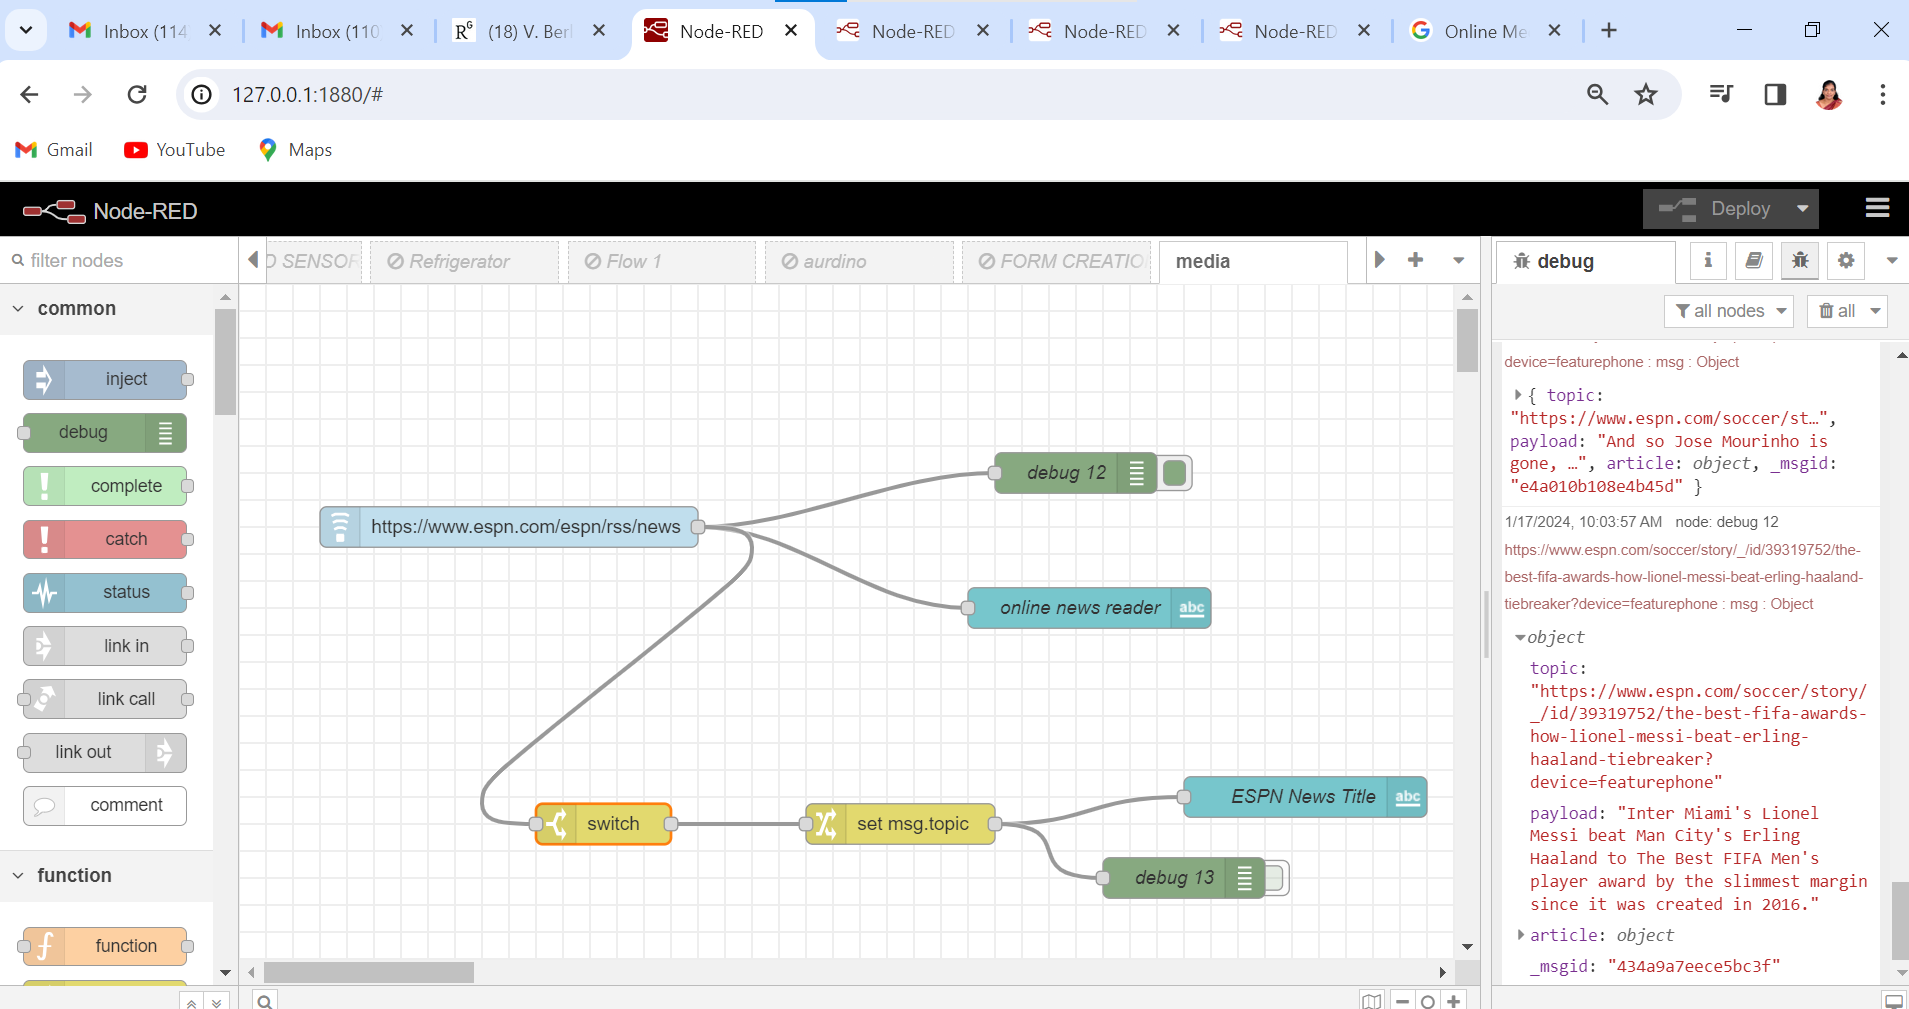 Inbox (114
Inbox (110
(18) V. Berl
Node-RED
Node-RED
Node-RED
Node-RED
Online Me
127.0.0.1:1880/#
Gmail
YouTube
Maps
Node-RED
Deploy
filter nodes
O SENSOR
Refrigerator
Flow 1
aurdino
FORM CREATIO
media
debug
i
all nodes
all
common
inject
debug
complete
catch
status
link in
link call
link out
comment
function
function
https://www.espn.com/espn/rss/news
debug 12
online news reader
abc
switch
set msg.topic
ESPN News Title
abc
debug 13
device=featurephone : msg : Object
{ topic:
"https://www.espn.com/soccer/st…",
payload: "And so Jose Mourinho is
gone, …", article: object, _msgid:
"e4a010b108e4b45d" }
1/17/2024, 10:03:57 AM node: debug 12
https://www.espn.com/soccer/story/_/id/39319752/the-
best-fifa-awards-how-lionel-messi-beat-erling-haaland-
tiebreaker?device=featurephone : msg : Object
object
topic:
"https://www.espn.com/soccer/story/
_/id/39319752/the-best-fifa-awards-
how-lionel-messi-beat-erling-
haaland-tiebreaker?
device=featurephone"
payload: "Inter Miami's Lionel
Messi beat Man City's Erling
Haaland to The Best FIFA Men's
player award by the slimmest margin
since it was created in 2016."
article: object
_msgid: "434a9a7eece5bc3f"